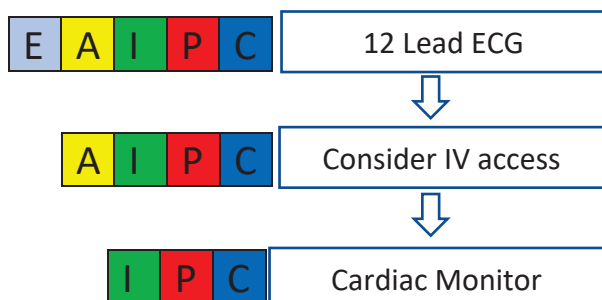 E A I P C 12 Lead ECG
A I P C Consider IV access
I P C Cardiac Monitor